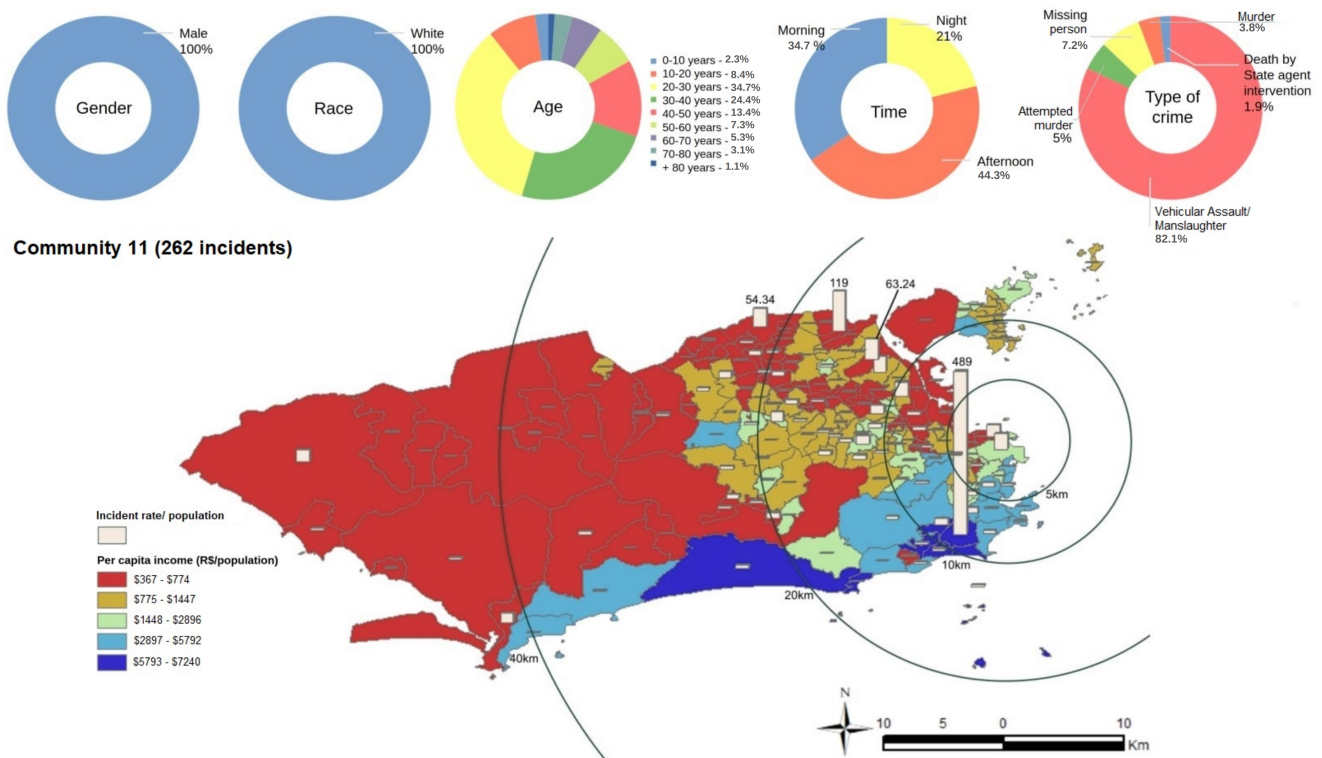 Gender
Male
100%
Race
White
100%
Age
0-10 years - 2.3%
10-20 years - 8.4%
20-30 years - 34.7%
30-40 years - 24.4%
40-50 years - 13.4%
50-60 years - 7.3%
60-70 years - 5.3%
70-80 years - 3.1%
+ 80 years - 1.1%
Time
Morning
34.7 %
Night
21%
Afternoon
44.3%
Type of
crime
Missing
person
7.2%
Murder
3.8%
Death by
State agent
intervention
1.9%
Attempted
murder
5%
Vehicular Assault/
Manslaughter
82.1%
Community 11 (262 incidents)
54.34
119
63.24
489
5km
10km
20km
40km
Incident rate/ population
Per capita income (R$/population)
$367 - $774
$775 - $1447
$1448 - $2896
$2897 - $5792
$5793 - $7240
N
10 5 0 10
Km